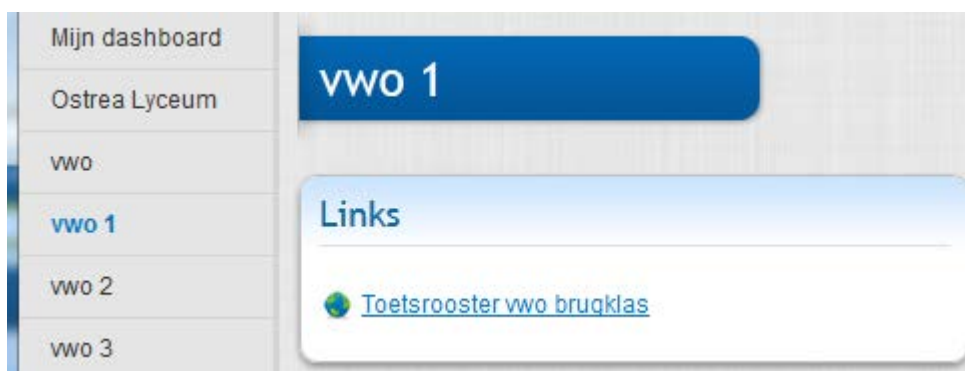 Mijn dashboard
Ostrea Lyceum
vwo
vwo 1
vwo 2
vwo 3
vwo 1
Links
Toetsrooster vwo brugklas